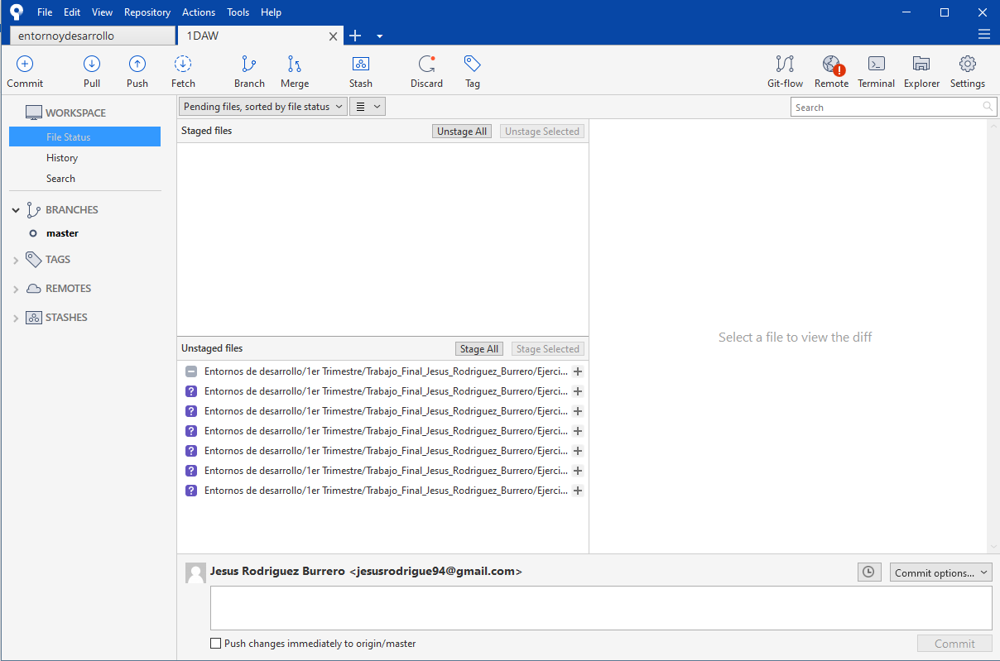 File Edit View Repository Actions Tools Help
entornoydesarrollo 1DAW
Commit Pull Push Fetch Branch Merge Stash Discard Tag Git-flow Remote Terminal Explorer Settings
WORKSPACE
File Status
History
Search
BRANCHES
master
TAGS
REMOTES
STASHES
Pending files, sorted by file status
Search
Staged files Unstage All Unstage Selected
Select a file to view the diff
Unstaged files Stage All Stage Selected
Entornos de desarrollo/1er Trimestre/Trabajo_Final_Jesus_Rodriguez_Burrero/Ejerci...
Entornos de desarrollo/1er Trimestre/Trabajo_Final_Jesus_Rodriguez_Burrero/Ejerci...
Entornos de desarrollo/1er Trimestre/Trabajo_Final_Jesus_Rodriguez_Burrero/Ejerci...
Entornos de desarrollo/1er Trimestre/Trabajo_Final_Jesus_Rodriguez_Burrero/Ejerci...
Entornos de desarrollo/1er Trimestre/Trabajo_Final_Jesus_Rodriguez_Burrero/Ejerci...
Entornos de desarrollo/1er Trimestre/Trabajo_Final_Jesus_Rodriguez_Burrero/Ejerci...
Entornos de desarrollo/1er Trimestre/Trabajo_Final_Jesus_Rodriguez_Burrero/Ejerci...
Jesus Rodriguez Burrero <jesusrodrigue94@gmail.com>
Commit options...
Push changes immediately to origin/master
Commit